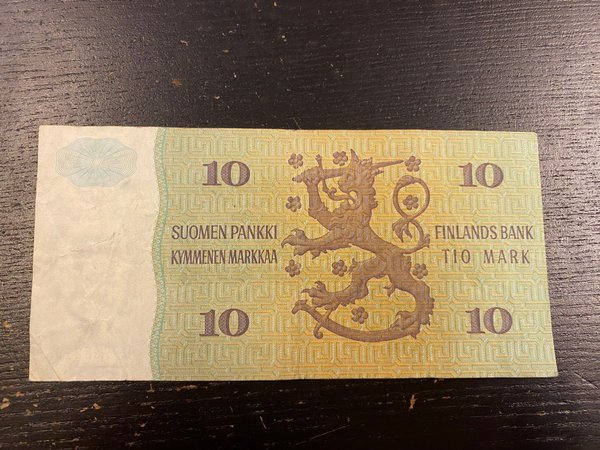 10
10
SUOMEN PANKKI
KYMMENEN MARKKAA
FINLANDS BANK
TIO MARK
10
10